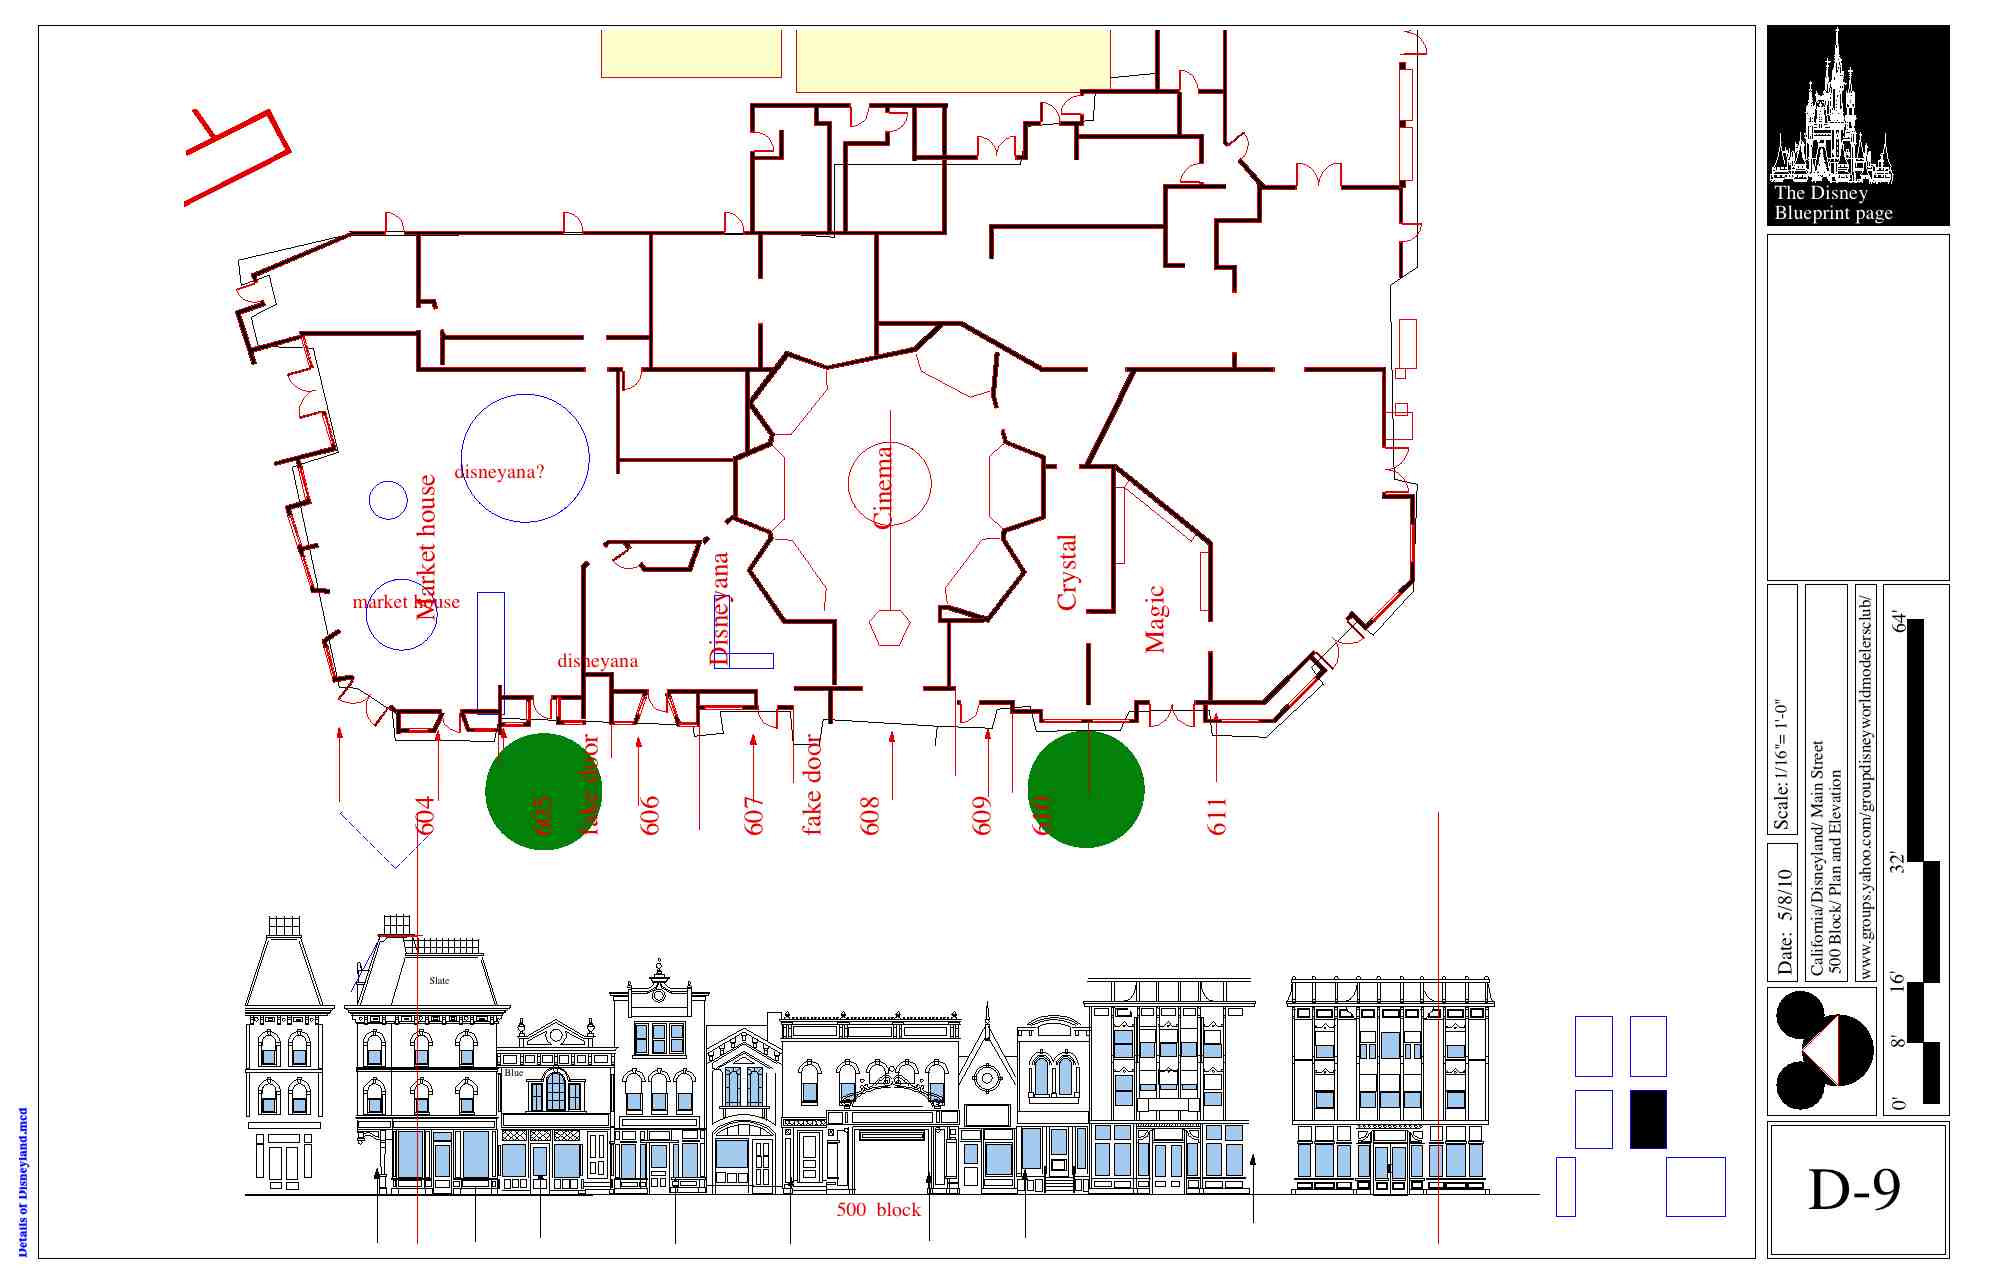 disneyana?
Market house
market house
disneyana
Disneyana
Cinema
Crystal
Magic
604
605
fake door
606
607
fake door
608
609
610
611
Slate
Blue
500 block
Details of Disneyland.mcd
The Disney
Blueprint page
Scale:1/16"= 1'-0"
Date: 5/8/10
California/Disneyland/ Main Street
500 Block/ Plan and Elevation
www.groups.yahoo.com/groupdisneyworldmodelersclub/
64'
32'
16'
8'
0'
D-9